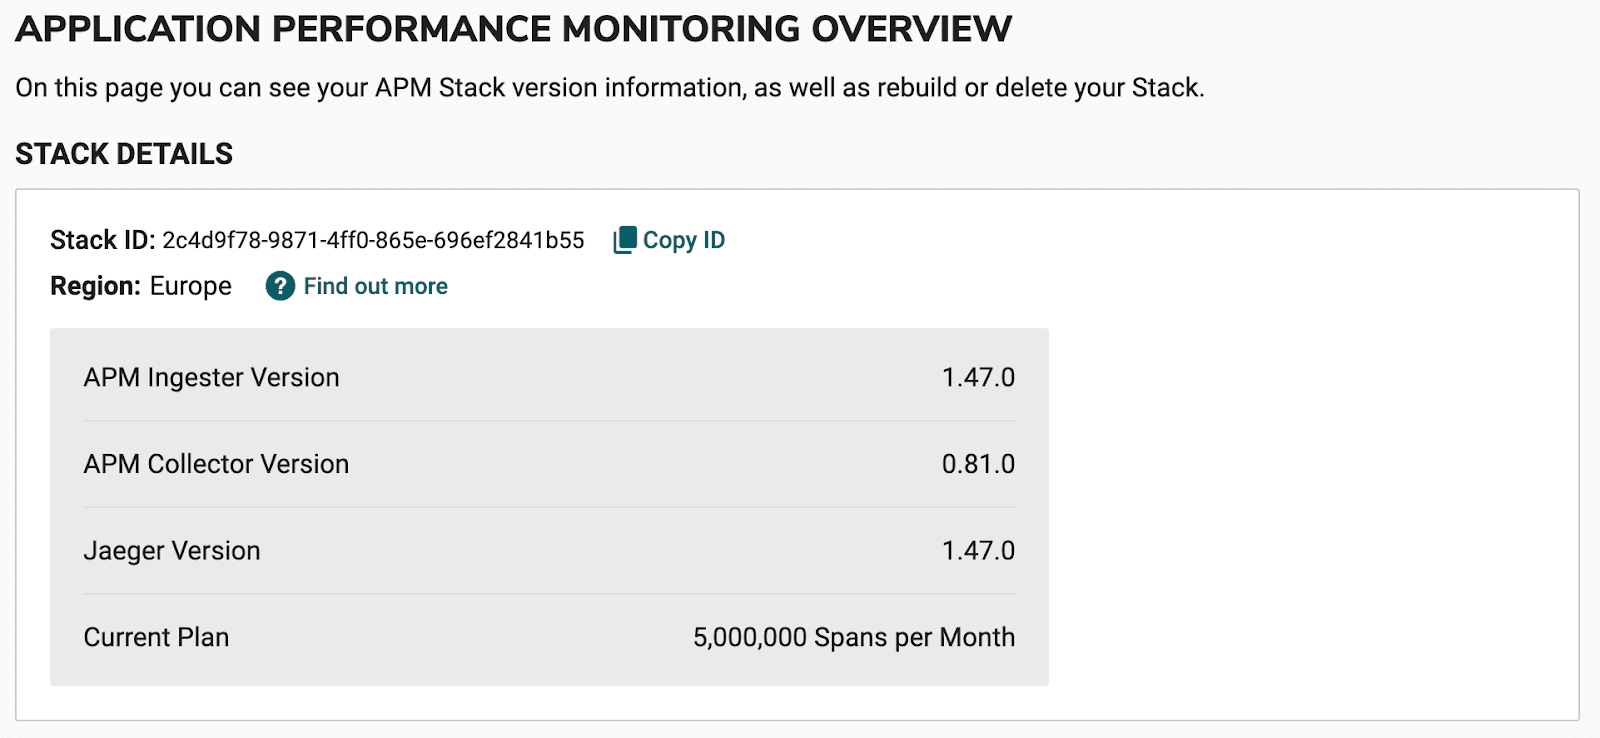 APPLICATION PERFORMANCE MONITORING OVERVIEW
On this page you can see your APM Stack version information, as well as rebuild or delete your Stack.
STACK DETAILS
Stack ID: 2c4d9f78-9871-4ff0-865e-696ef2841b55 Copy ID
Region: Europe ? Find out more
APM Ingester Version 1.47.0
APM Collector Version 0.81.0
Jaeger Version 1.47.0
Current Plan 5,000,000 Spans per Month